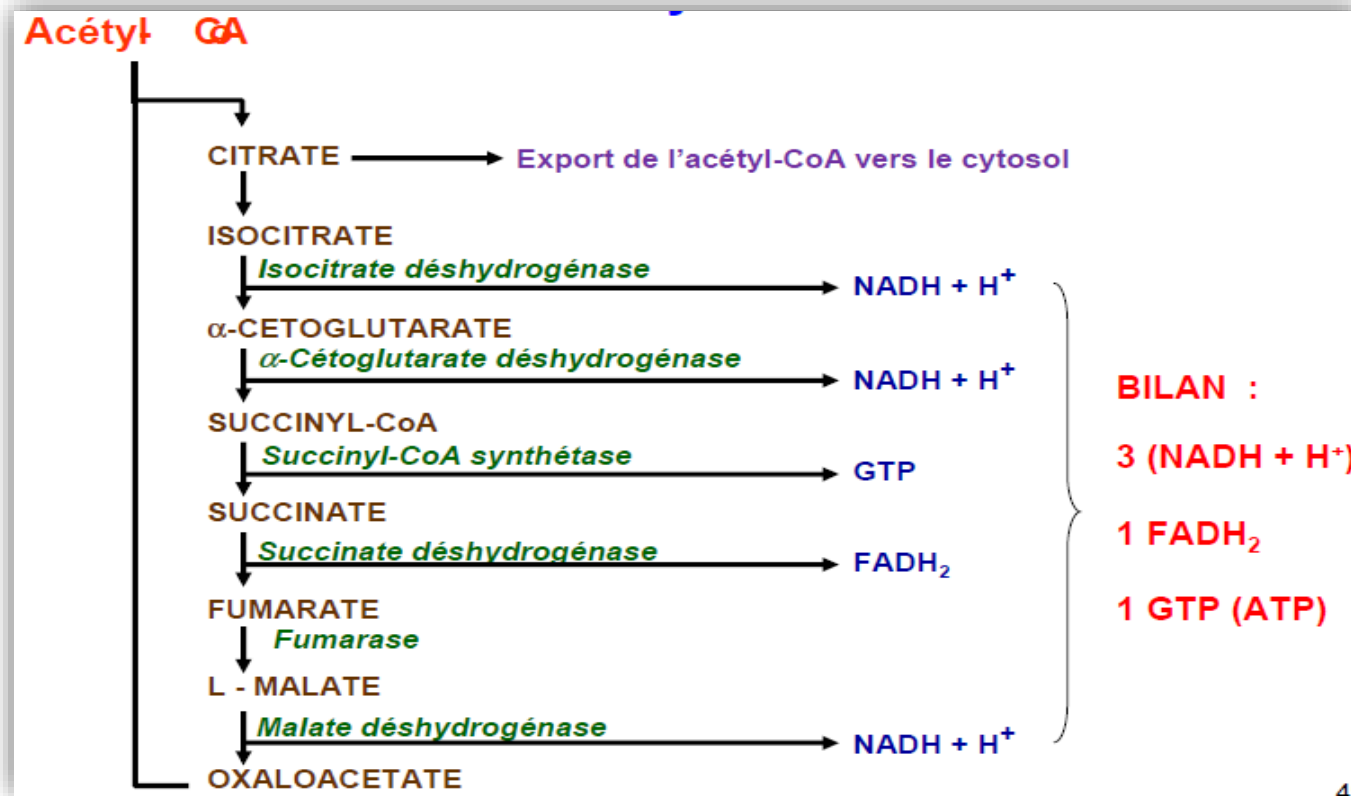 Acétyl- CoA
CITRATE
Export de l'acétyl-CoA vers le cytosol
ISOCITRATE
Isocitrate déshydrogénase
NADH + H⁺
α-CETOGLUTARATE
α-Cétoglutarate déshydrogénase
NADH + H⁺
SUCCINYL-CoA
Succinyl-CoA synthétase
GTP
SUCCINATE
Succinate déshydrogénase
FADH₂
FUMARATE
Fumarase
L - MALATE
Malate déshydrogénase
NADH + H⁺
OXALOACETATE
BILAN :
3 (NADH + H⁺)
1 FADH₂
1 GTP (ATP)
4